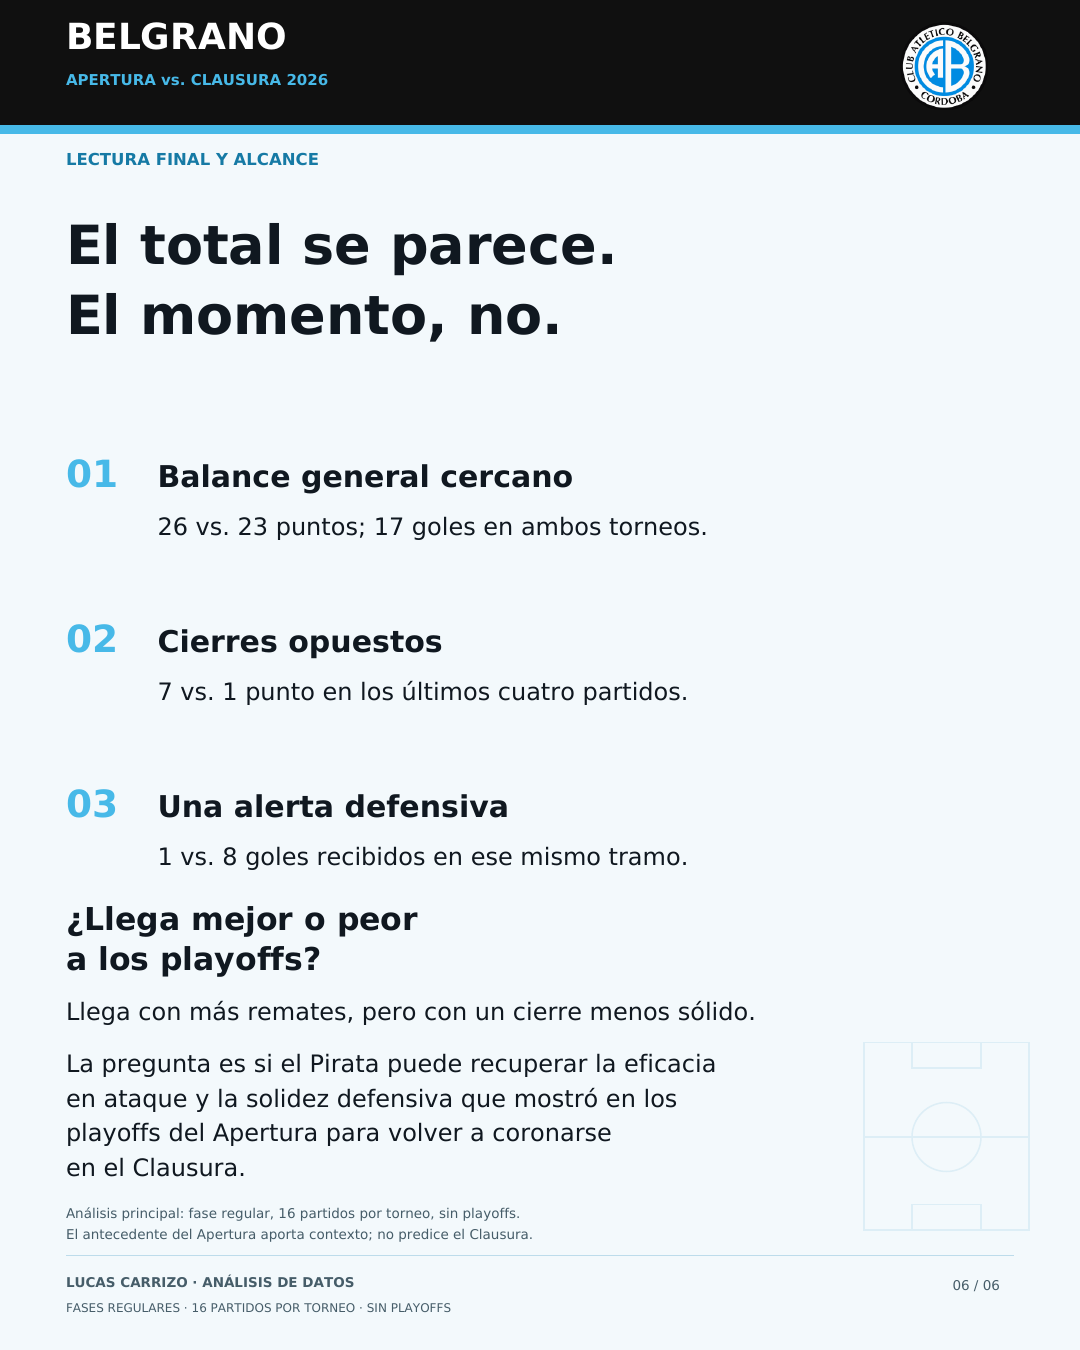 BELGRANO
APERTURA vs. CLAUSURA 2026
CLUB ATLETICO BELGRANO
CAB
CORDOBA
LECTURA FINAL Y ALCANCE
El total se parece.
El momento, no.
01 Balance general cercano
26 vs. 23 puntos; 17 goles en ambos torneos.
02 Cierres opuestos
7 vs. 1 punto en los últimos cuatro partidos.
03 Una alerta defensiva
1 vs. 8 goles recibidos en ese mismo tramo.
¿Llega mejor o peor
a los playoffs?
Llega con más remates, pero con un cierre menos sólido.
La pregunta es si el Pirata puede recuperar la eficacia
en ataque y la solidez defensiva que mostró en los
playoffs del Apertura para volver a coronarse
en el Clausura.
Análisis principal: fase regular, 16 partidos por torneo, sin playoffs.
El antecedente del Apertura aporta contexto; no predice el Clausura.
LUCAS CARRIZO · ANÁLISIS DE DATOS
06 / 06
FASES REGULARES · 16 PARTIDOS POR TORNEO · SIN PLAYOFFS